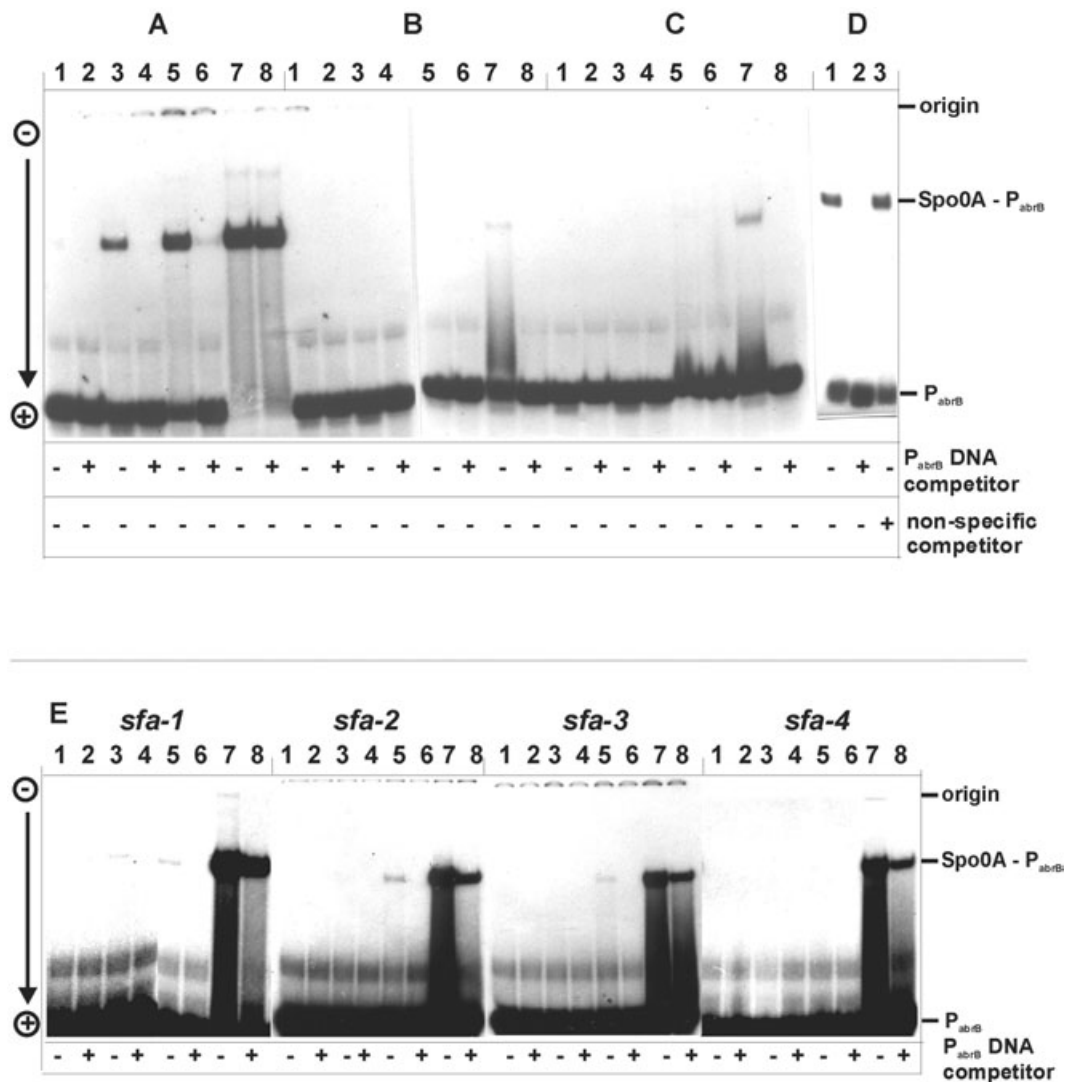 A B C D
1 2 3 4 5 6 7 8 1 2 3 4 5 6 7 8 1 2 3 4 5 6 7 8 1 2 3
- origin
Spo0A - PabrB
PabrB
+
- + - + - + - + - + - + - + - + - + - + - + - + - + - PabrB DNA
competitor
- - - - - - - - - - - - - - - - - - - - - - - - - - + non-specific
competitor
E sfa-1 sfa-2 sfa-3 sfa-4
1 2 3 4 5 6 7 8 1 2 3 4 5 6 7 8 1 2 3 4 5 6 7 8 1 2 3 4 5 6 7 8
- origin
Spo0A - PabrB
+ PabrB
- + - + - + - + - + - + - + - + - + - + - + - + - + - + - + - + PabrB DNA
competitor